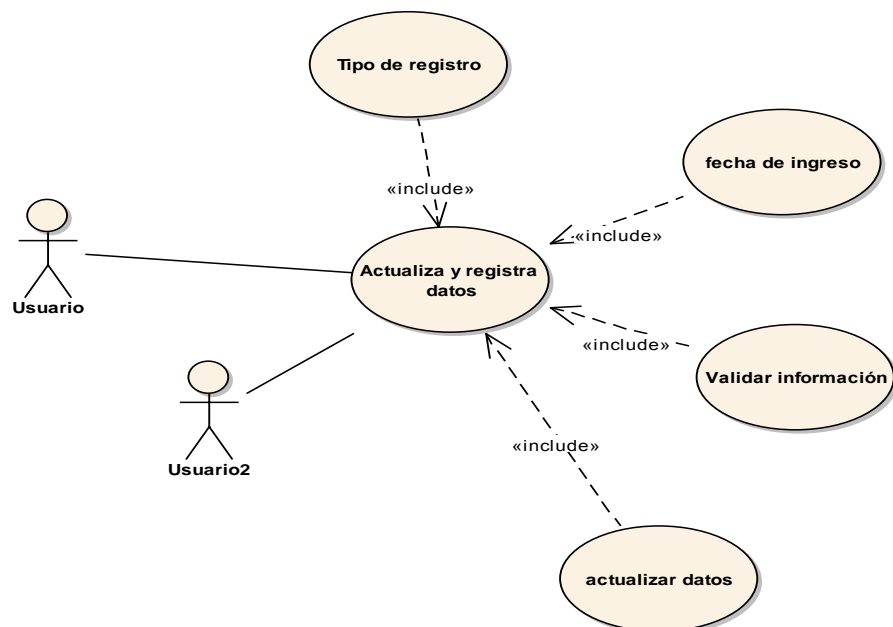 Tipo de registro
fecha de ingreso
«include»
«include»
Actualiza y registra
datos
Usuario
«include»
Validar información
Usuario2
«include»
actualizar datos